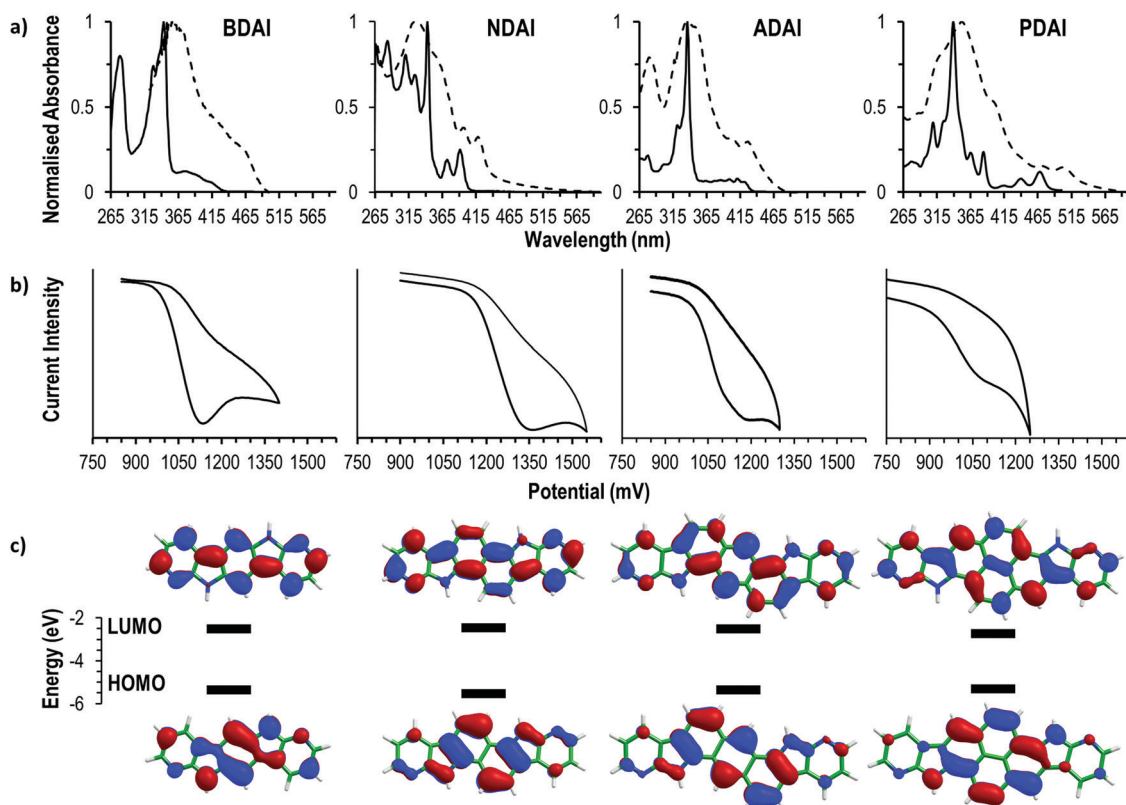 a)
BDAI
NDAI
ADAI
PDAI
Normalised Absorbance
1
0.5
0
265 315 365 415 465 515 565
1
0.5
0
265 315 365 415 465 515 565
1
0.5
0
265 315 365 415 465 515 565
1
0.5
0
265 315 365 415 465 515 565
Wavelength (nm)
b)
Current Intensity
750 900 1050 1200 1350 1500
750 900 1050 1200 1350 1500
750 900 1050 1200 1350 1500
750 900 1050 1200 1350 1500
Potential (mV)
c)
Energy (eV)
-2
LUMO
-4
HOMO
-6